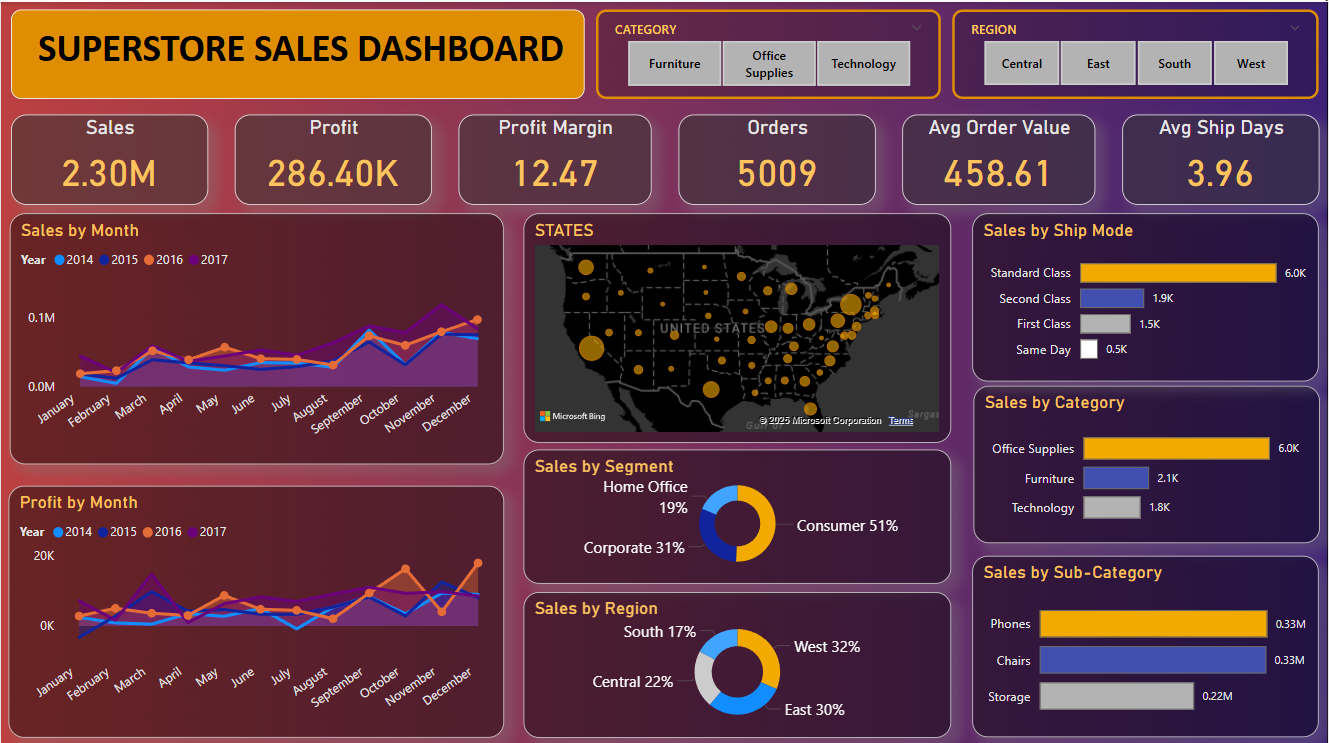 SUPERSTORE SALES DASHBOARD
CATEGORY
Furniture
Office
Supplies
Technology
REGION
Central
East
South
West
Sales
2.30M
Profit
286.40K
Profit Margin
12.47
Orders
5009
Avg Order Value
458.61
Avg Ship Days
3.96
Sales by Month
Year 2014 2015 2016 2017
0.1M
0.0M
January
February
March
April
May
June
July
August
September
October
November
December
Profit by Month
Year 2014 2015 2016 2017
20K
0K
January
February
March
April
May
June
July
August
September
October
November
December
STATES
UNITED STATES
Microsoft Bing
© 2025 Microsoft Corporation Terms
Sales by Segment
Home Office
19%
Corporate 31%
Consumer 51%
Sales by Region
South 17%
West 32%
Central 22%
East 30%
Sales by Ship Mode
Standard Class 6.0K
Second Class 1.9K
First Class 1.5K
Same Day 0.5K
Sales by Category
Office Supplies 6.0K
Furniture 2.1K
Technology 1.8K
Sales by Sub-Category
Phones 0.33M
Chairs 0.33M
Storage 0.22M